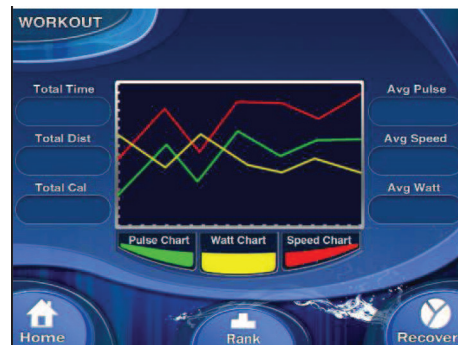 WORKOUT
Total Time
Avg Pulse
Total Dist
Avg Speed
Total Cal
Avg Watt
Pulse Chart
Watt Chart
Speed Chart
Home
Rank
Recover